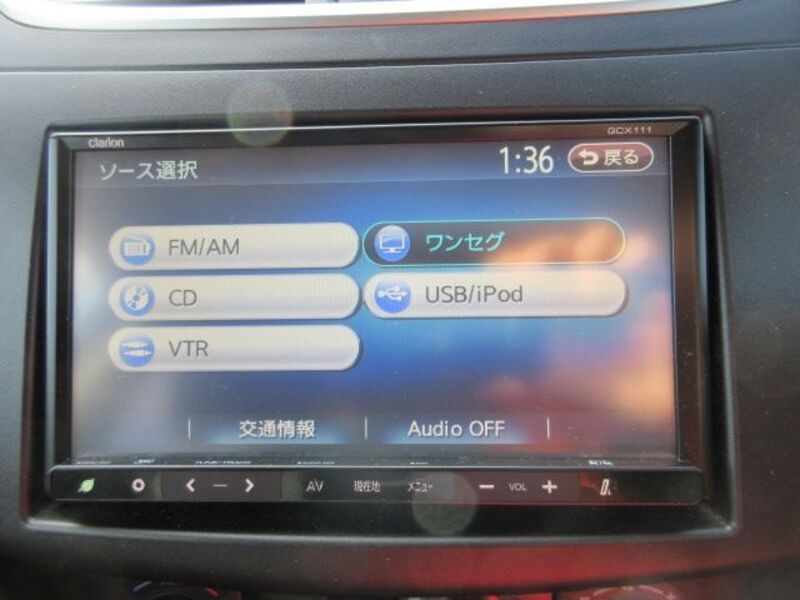 clarion
GCX111
ソース選択
1:36
戻る
FM/AM
ワンセグ
CD
USB/iPod
VTR
交通情報
Audio OFF
AV
現在地
メニュー
VOL